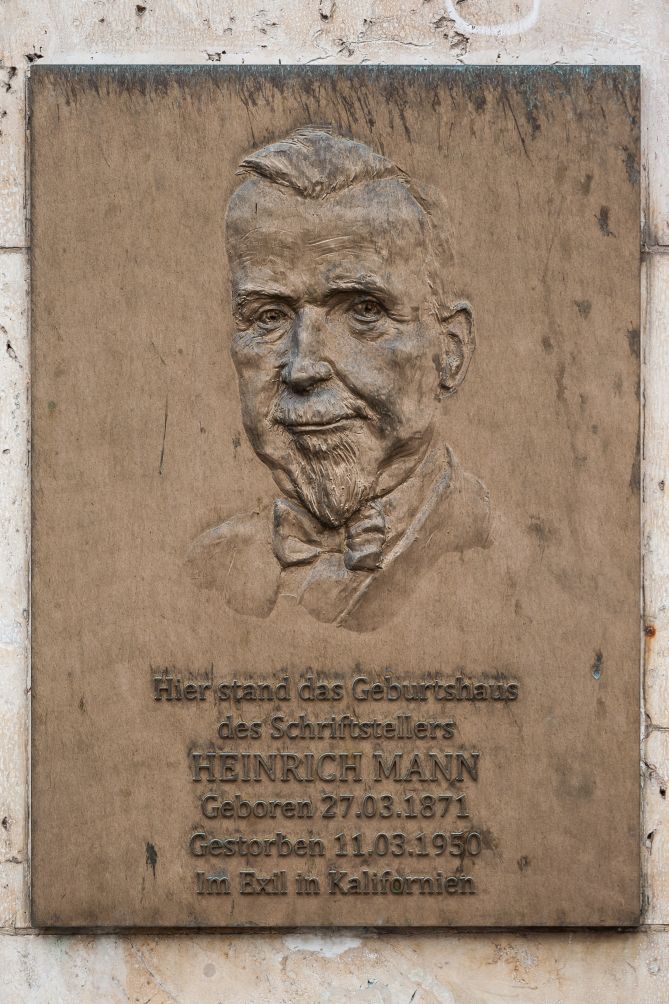 Hier stand das Geburtshaus
des Schriftstellers
HEINRICH MANN
Geboren 27.03.1871
Gestorben 11.03.1950
Im Exil in Kalifornien